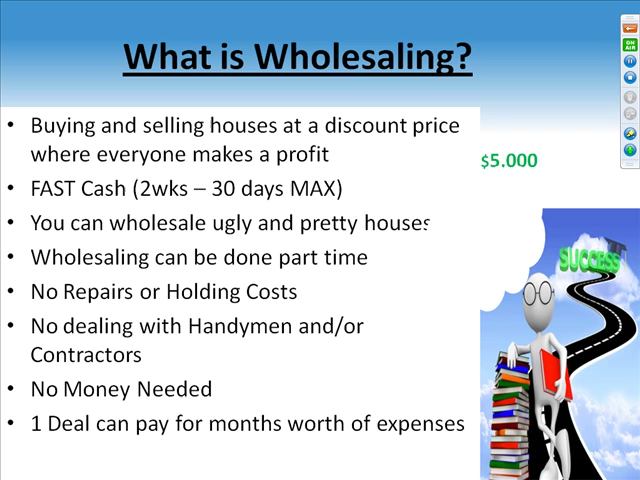 What is Wholesaling?
• Buying and selling houses at a discount price
where everyone makes a profit
$5.000
• FAST Cash (2wks – 30 days MAX)
• You can wholesale ugly and pretty houses
• Wholesaling can be done part time
• No Repairs or Holding Costs
• No dealing with Handymen and/or
Contractors
• No Money Needed
• 1 Deal can pay for months worth of expenses
SUCCESS
ON
AIR